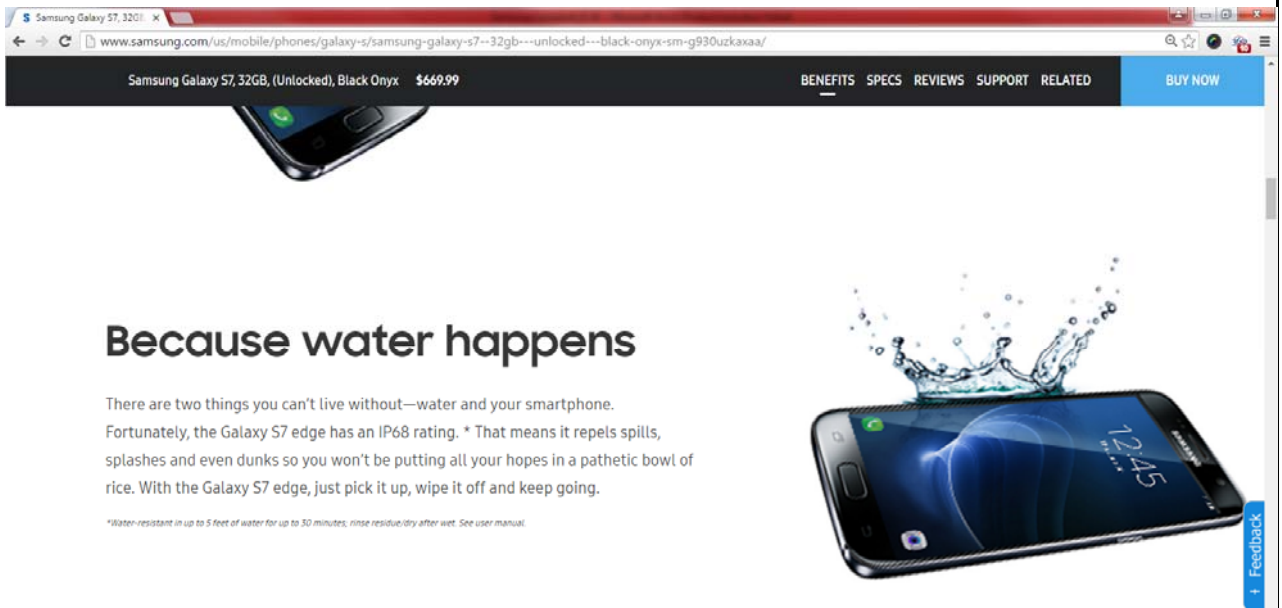 Samsung Galaxy S7, 32GB
www.samsung.com/us/mobile/phones/galaxy-s/samsung-galaxy-s7--32gb---unlocked---black-onyx-sm-g930uzkaxaa/
10
Samsung Galaxy S7, 32GB, (Unlocked), Black Onyx $669.99
BENEFITS SPECS REVIEWS SUPPORT RELATED
BUY NOW
Because water happens
There are two things you can't live without—water and your smartphone.
Fortunately, the Galaxy S7 edge has an IP68 rating. * That means it repels spills,
splashes and even dunks so you won't be putting all your hopes in a pathetic bowl of
rice. With the Galaxy S7 edge, just pick it up, wipe it off and keep going.
*Water-resistant in up to 5 feet of water for up to 30 minutes; rinse residue/dry after wet. See user manual.
12:45
SAMSUNG
+ Feedback